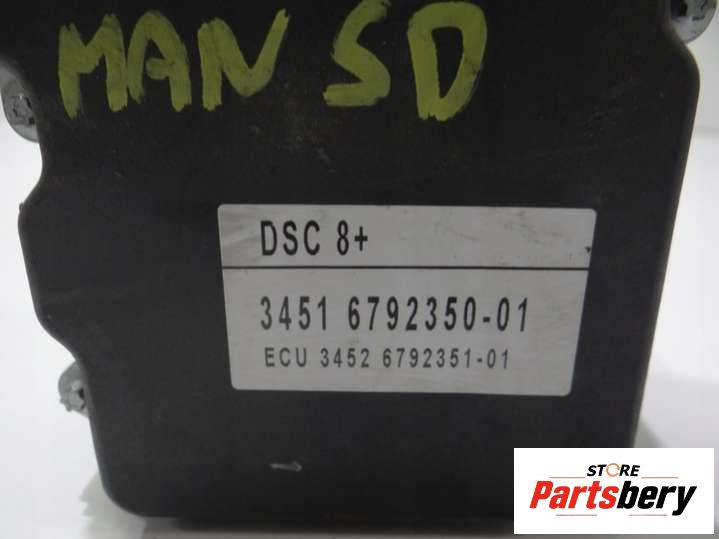 MAN SD
DSC 8+
3451 6792350-01
ECU 3452 6792351-01
STORE
Partsbery